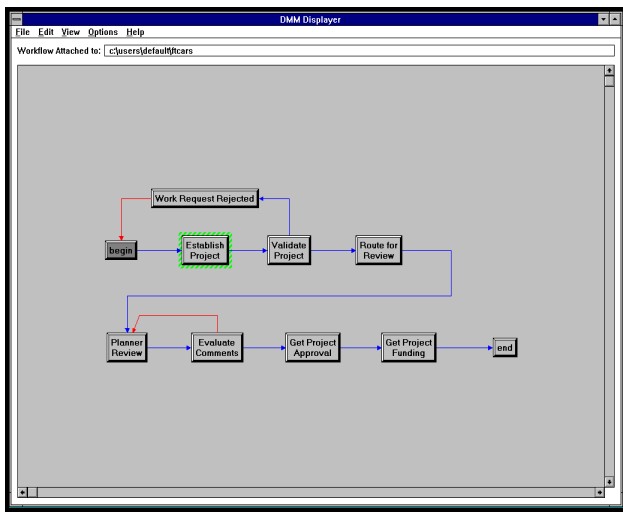 DMM Displayer
File Edit View Options Help
Workflow Attached to: c:\users\default\ftcars
Work Request Rejected
begin
Establish
Project
Validate
Project
Route for
Review
Planner
Review
Evaluate
Comments
Get Project
Approval
Get Project
Funding
end